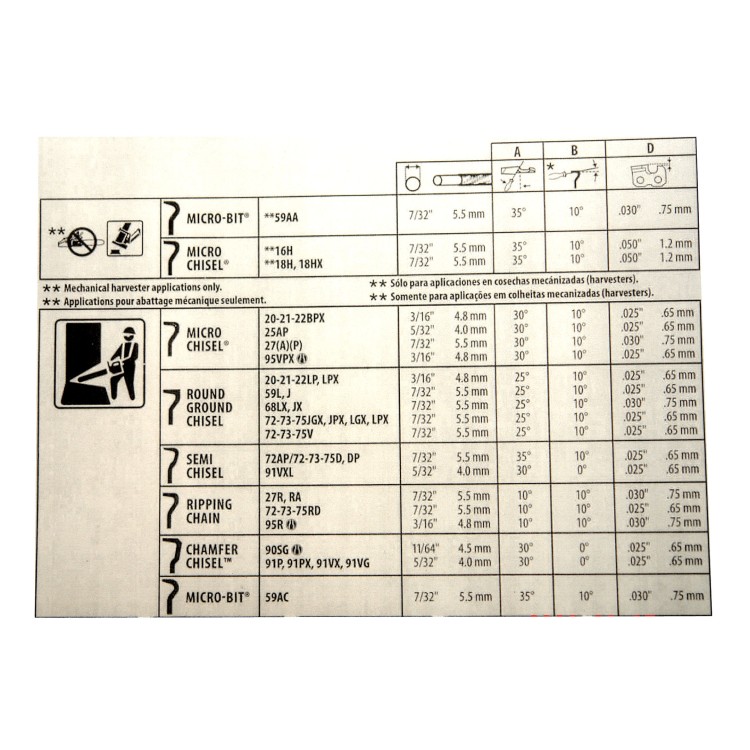 A B D
** MICRO-BIT® **59AA 7/32" 5.5 mm 35° 10° .030" .75 mm
MICRO **16H 7/32" 5.5 mm 35° 10° .050" 1.2 mm
CHISEL® **18H, 18HX 7/32" 5.5 mm 35° 10° .050" 1.2 mm
** Mechanical harvester applications only. ** Sólo para aplicaciones en cosechas mecánizadas (harvesters).
** Applications pour abattage mécanique seulement. ** Somente para aplicações em colheitas mecanizadas (harvesters).
20-21-22BPX 3/16" 4.8 mm 30° 10° .025" .65 mm
MICRO 25AP 5/32" 4.0 mm 30° 10° .025" .65 mm
CHISEL® 27(A)(P) 7/32" 5.5 mm 30° 10° .030" .75 mm
95VPX 3/16" 4.8 mm 30° 10° .025" .65 mm
20-21-22LP, LPX 3/16" 4.8 mm 25° 10° .025" .65 mm
ROUND 59L, J 7/32" 5.5 mm 25° 10° .025" .65 mm
GROUND 68LX, JX 7/32" 5.5 mm 25° 10° .030" .75 mm
CHISEL 72-73-75JGX, JPX, LGX, LPX 7/32" 5.5 mm 25° 10° .025" .65 mm
72-73-75V 7/32" 5.5 mm 25° 10° .025" .65 mm
SEMI 72AP/72-73-75D, DP 7/32" 5.5 mm 35° 10° .025" .65 mm
CHISEL 91VXL 5/32" 4.0 mm 30° 0° .025" .65 mm
27R, RA 7/32" 5.5 mm 10° 10° .030" .75 mm
RIPPING 72-73-75RD 7/32" 5.5 mm 10° 10° .025" .65 mm
CHAIN 95R 3/16" 4.8 mm 10° 10° .030" .75 mm
CHAMFER 90SG 11/64" 4.5 mm 30° 0° .025" .65 mm
CHISEL™ 91P, 91PX, 91VX, 91VG 5/32" 4.0 mm 30° 0° .025" .65 mm
MICRO-BIT® 59AC 7/32" 5.5 mm 35° 10° .030" .75 mm